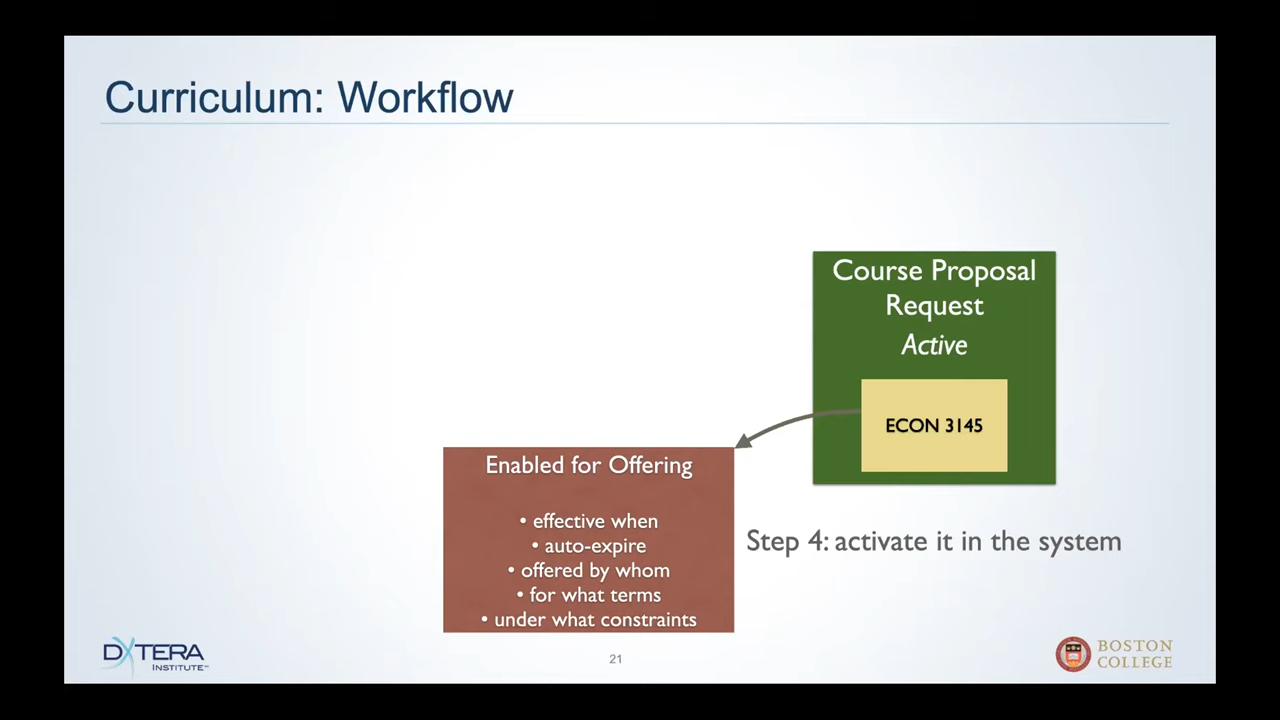 Curriculum: Workflow
Course Proposal
Request
Active
ECON 3145
Enabled for Offering
• effective when
• auto-expire
• offered by whom
• for what terms
• under what constraints
Step 4: activate it in the system
DXTERA
INSTITUTE™
21
BOSTON
COLLEGE